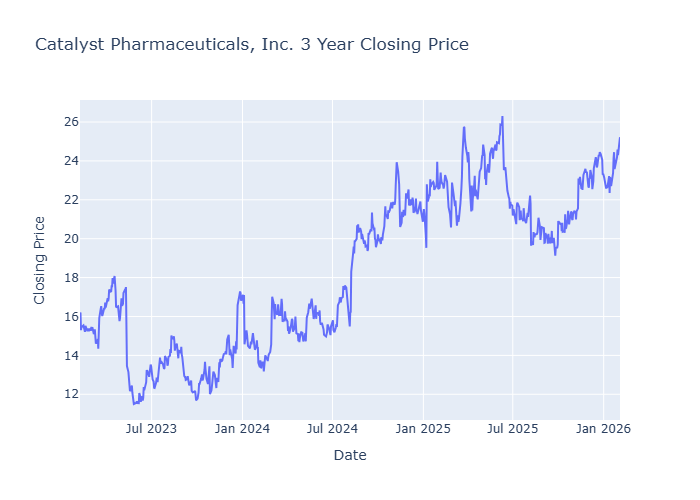 Catalyst Pharmaceuticals, Inc. 3 Year Closing Price
Closing Price
26
24
22
20
18
16
14
12
Jul 2023
Jan 2024
Jul 2024
Jan 2025
Jul 2025
Jan 2026
Date